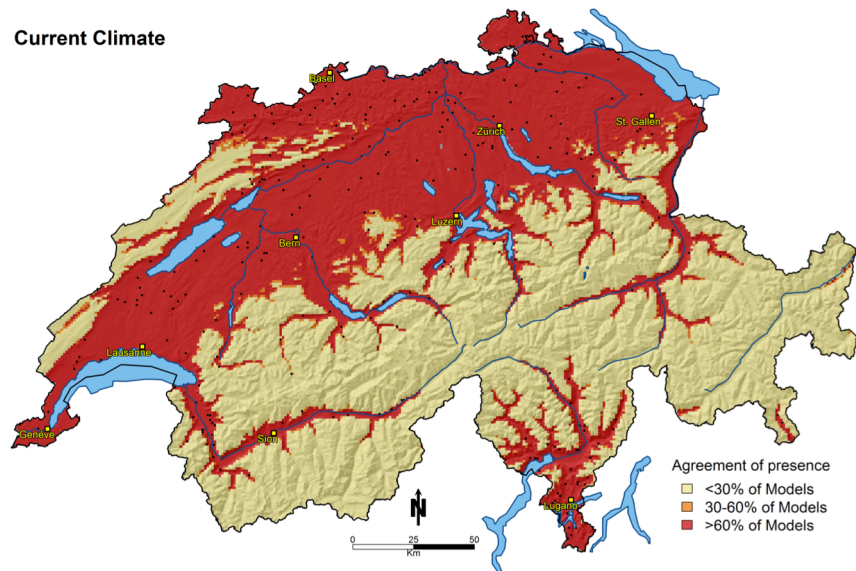 Current Climate
Basel
Zürich
St. Gallen
Luzern
Bern
Lausanne
Genève
Sion
Lugano
N
0 25 50
Km
Agreement of presence
<30% of Models
30-60% of Models
>60% of Models